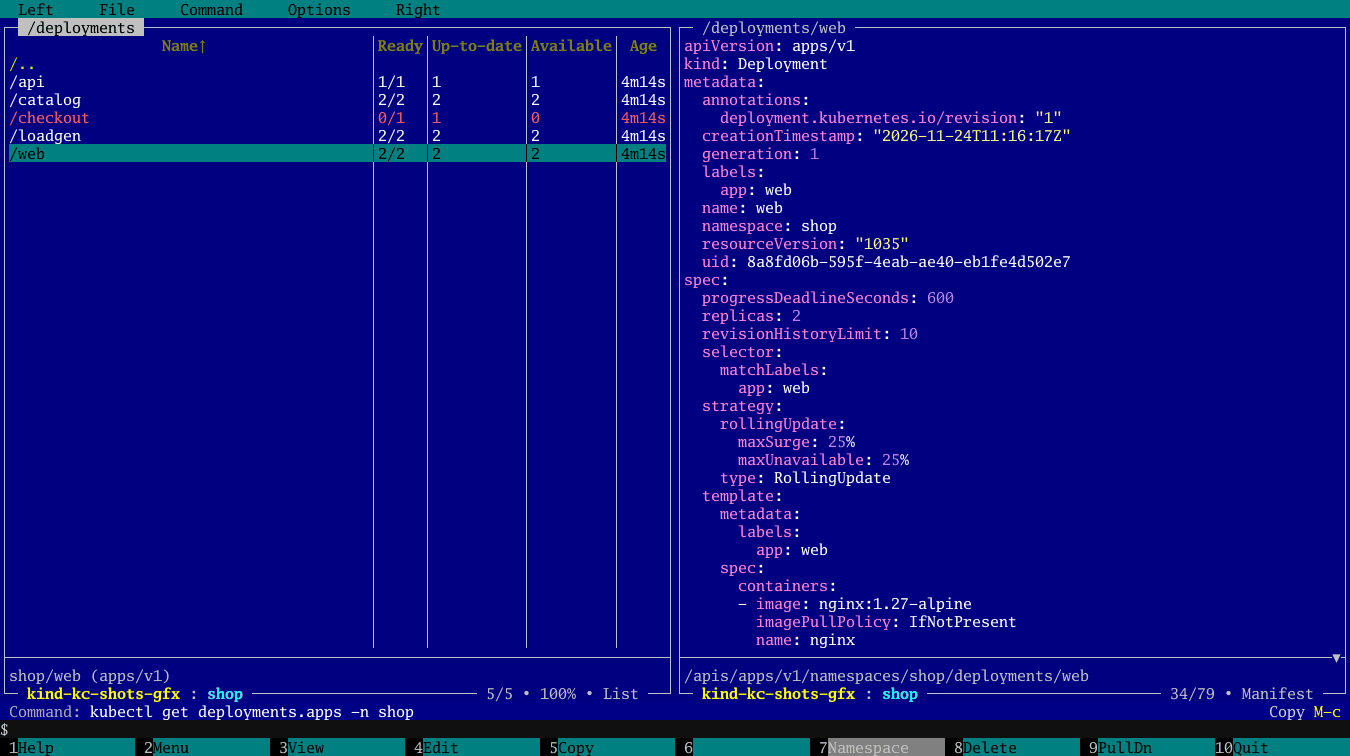 Left File Command Options Right
/deployments
Name↑ Ready Up-to-date Available Age
/..
/api 1/1 1 1 4m14s
/catalog 2/2 2 2 4m14s
/checkout 0/1 1 0 4m14s
/loadgen 2/2 2 2 4m14s
/web 2/2 2 2 4m14s
shop/web (apps/v1)
kind-kc-shots-gfx : shop 5/5 • 100% • List
/deployments/web
apiVersion: apps/v1
kind: Deployment
metadata:
  annotations:
    deployment.kubernetes.io/revision: "1"
  creationTimestamp: "2026-11-24T11:16:17Z"
  generation: 1
  labels:
    app: web
  name: web
  namespace: shop
  resourceVersion: "1035"
  uid: 8a8fd06b-595f-4eab-ae40-eb1fe4d502e7
spec:
  progressDeadlineSeconds: 600
  replicas: 2
  revisionHistoryLimit: 10
  selector:
    matchLabels:
      app: web
  strategy:
    rollingUpdate:
      maxSurge: 25%
      maxUnavailable: 25%
    type: RollingUpdate
  template:
    metadata:
      labels:
        app: web
    spec:
      containers:
      - image: nginx:1.27-alpine
        imagePullPolicy: IfNotPresent
        name: nginx
/apis/apps/v1/namespaces/shop/deployments/web
kind-kc-shots-gfx : shop 34/79 • Manifest
Command: kubectl get deployments.apps -n shop Copy M-c
$
1Help 2Menu 3View 4Edit 5Copy 6 7Namespace 8Delete 9PullDn 10Quit